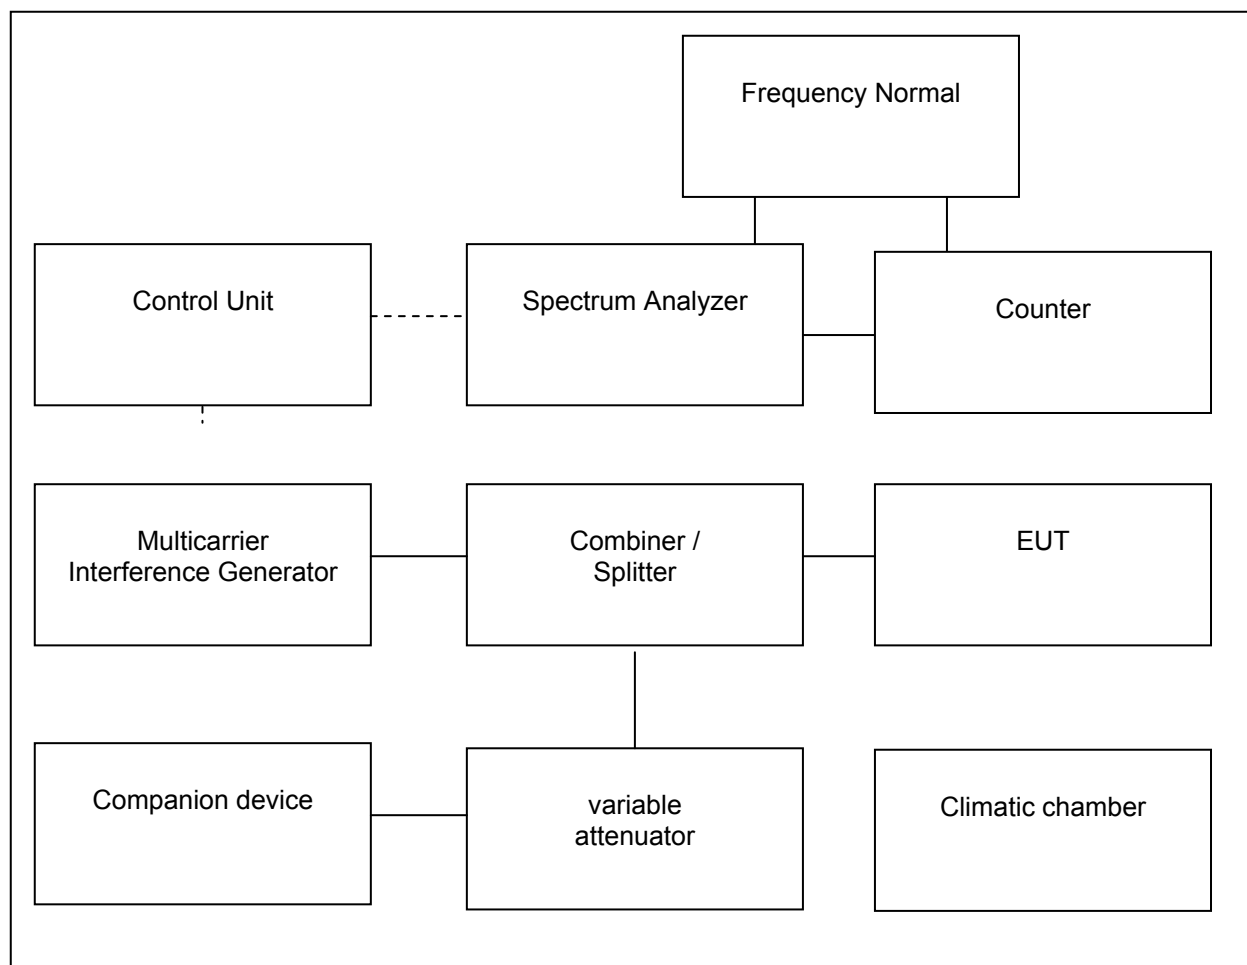 Frequency Normal
Control Unit
Spectrum Analyzer
Counter
Multicarrier
Interference Generator
Combiner /
Splitter
EUT
Companion device
variable
attenuator
Climatic chamber